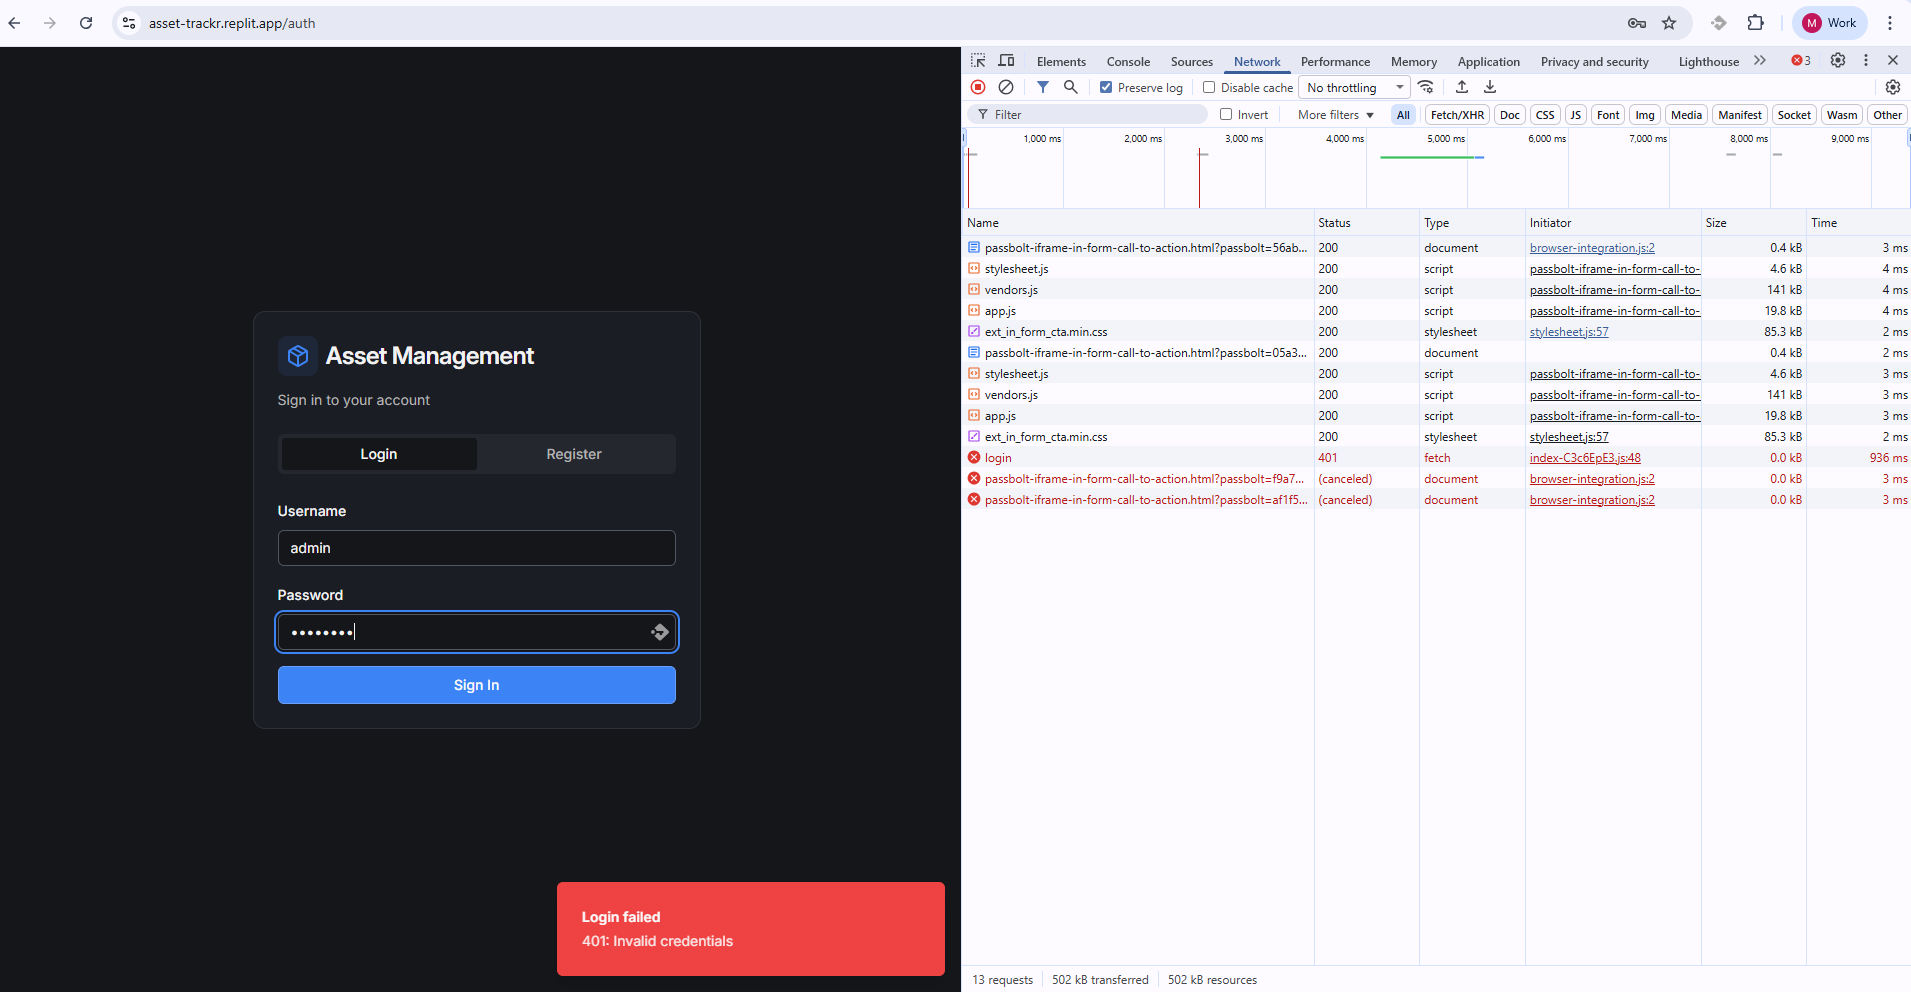 asset-trackr.replit.app/auth
M Work
Elements Console Sources Network Performance Memory Application Privacy and security Lighthouse 3
Preserve log Disable cache No throttling
Filter Invert More filters All Fetch/XHR Doc CSS JS Font Img Media Manifest Socket Wasm Other
1,000 ms 2,000 ms 3,000 ms 4,000 ms 5,000 ms 6,000 ms 7,000 ms 8,000 ms 9,000 ms
Name Status Type Initiator Size Time
passbolt-iframe-in-form-call-to-action.html?passbolt=56ab... 200 document browser-integration.js:2 0.4 kB 3 ms
stylesheet.js 200 script passbolt-iframe-in-form-call-to- 4.6 kB 4 ms
vendors.js 200 script passbolt-iframe-in-form-call-to- 141 kB 4 ms
app.js 200 script passbolt-iframe-in-form-call-to- 19.8 kB 4 ms
ext_in_form_cta.min.css 200 stylesheet stylesheet.js:57 85.3 kB 2 ms
passbolt-iframe-in-form-call-to-action.html?passbolt=05a3... 200 document 0.4 kB 2 ms
stylesheet.js 200 script passbolt-iframe-in-form-call-to- 4.6 kB 3 ms
vendors.js 200 script passbolt-iframe-in-form-call-to- 141 kB 3 ms
app.js 200 script passbolt-iframe-in-form-call-to- 19.8 kB 3 ms
ext_in_form_cta.min.css 200 stylesheet stylesheet.js:57 85.3 kB 2 ms
login 401 fetch index-C3c6EpE3.js:48 0.0 kB 936 ms
passbolt-iframe-in-form-call-to-action.html?passbolt=f9a7... (canceled) document browser-integration.js:2 0.0 kB 3 ms
passbolt-iframe-in-form-call-to-action.html?passbolt=af1f5... (canceled) document browser-integration.js:2 0.0 kB 3 ms
13 requests 502 kB transferred 502 kB resources
Asset Management
Sign in to your account
Login Register
Username
admin
Password
••••••••
Sign In
Login failed
401: Invalid credentials